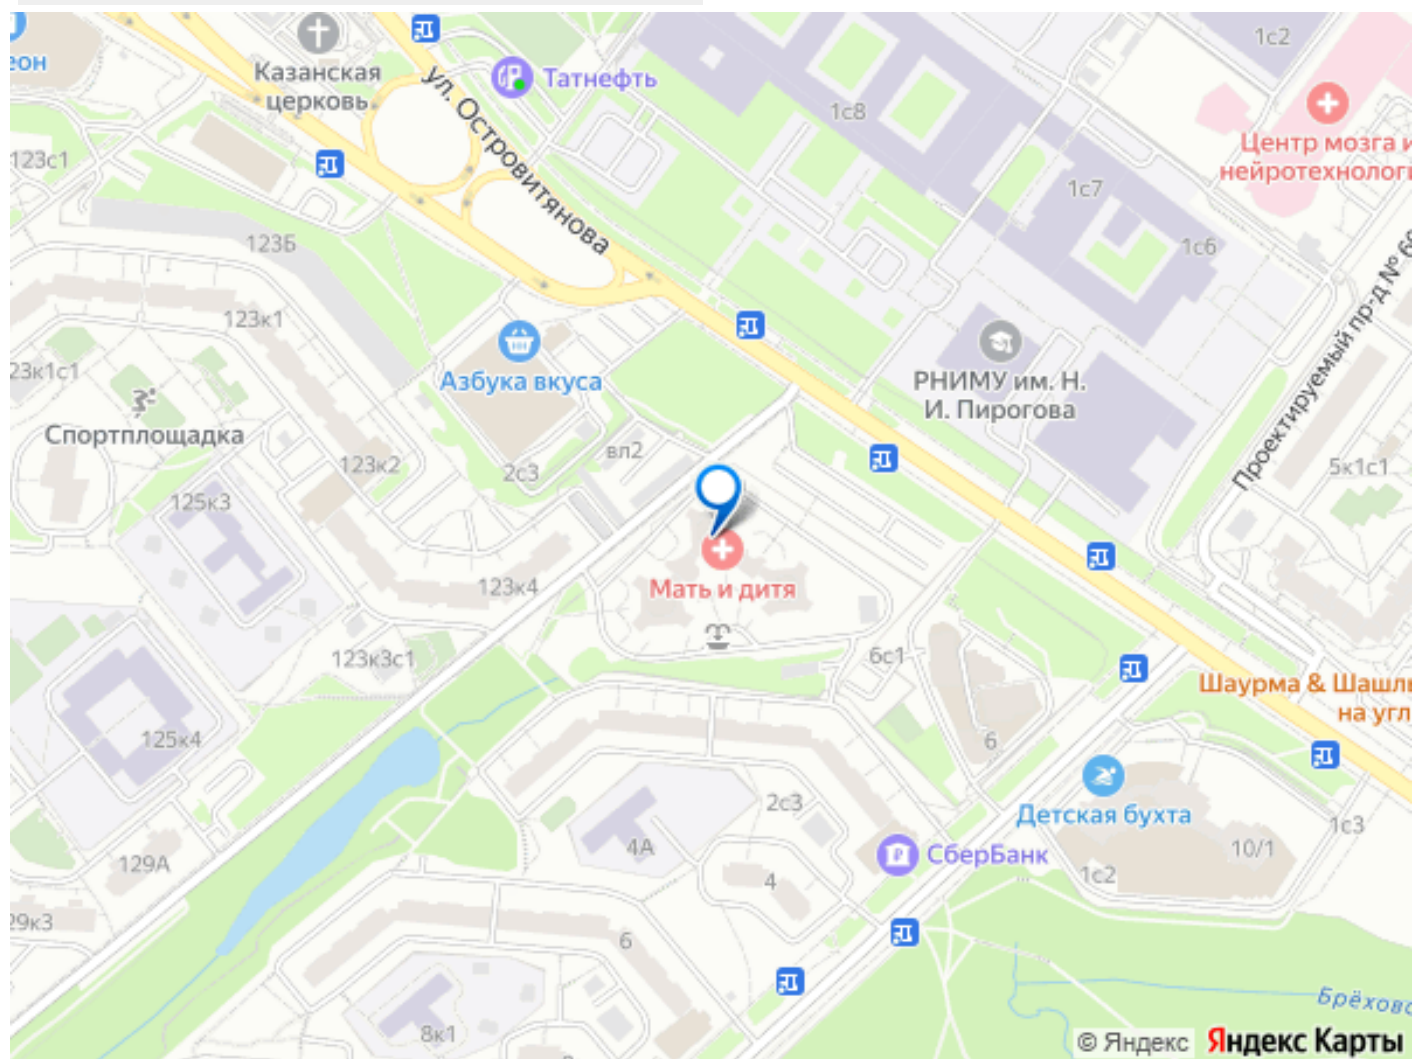 еон
Казанская
церковь
ул. Островитянова
Татнефть
1с2
1с8
Центр мозга и
нейротехнологи
123с1
1с7
1с6
123Б
123к1
Азбука вкуса
РНИМУ им. Н.
И. Пирогова
Проектируемый пр-д № 60
23к1с1
Спортплощадка
123к2
2с3
вл2
5к1с1
125к3
123к4
Мать и дитя
123к3с1
6с1
Шаурма & Шашлы
на угл
125к4
6
Детская бухта
2с3
1с3
4А
СберБанк
10/1
129А
4
1с2
29к3
6
8к1
Брёхово
© Яндекс Яндекс Карты